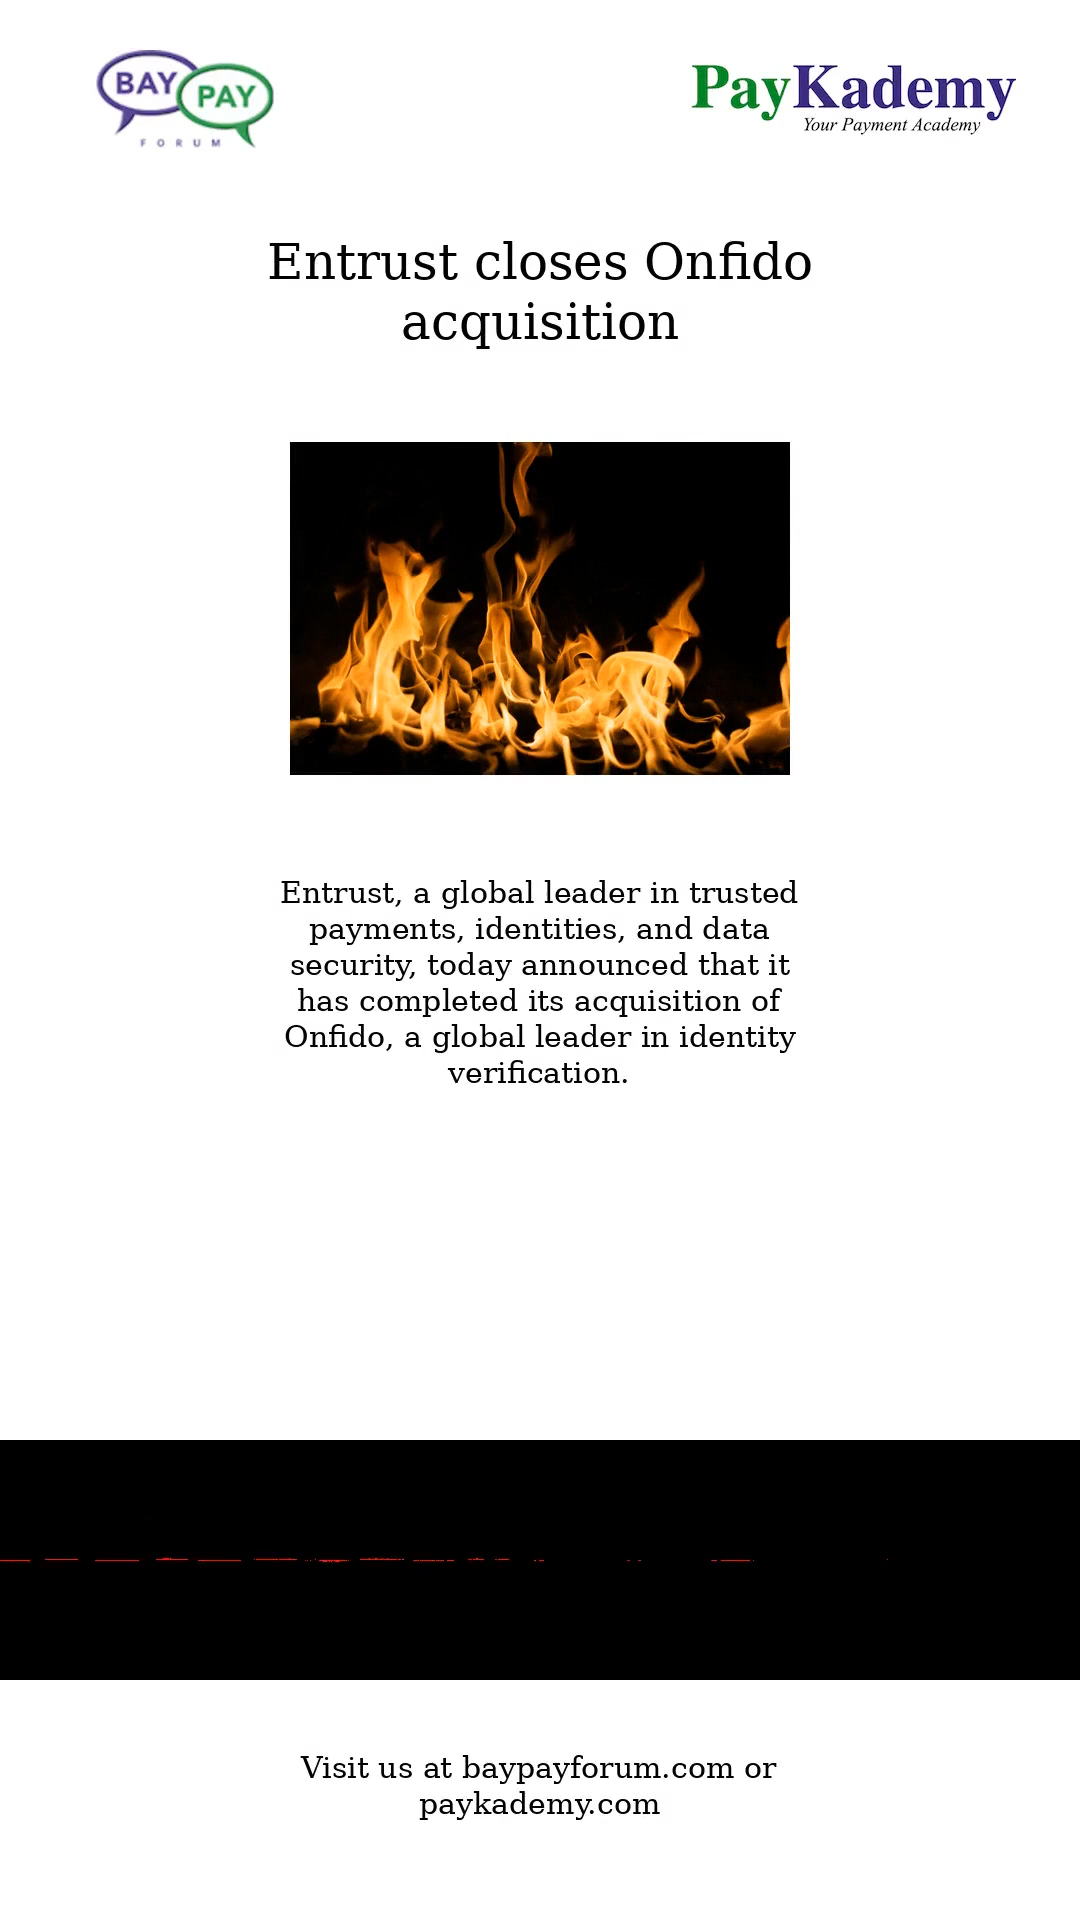 BAY PAY
FORUM
PayKademy
Your Payment Academy
Entrust closes Onfido
acquisition
Entrust, a global leader in trusted
payments, identities, and data
security, today announced that it
has completed its acquisition of
Onfido, a global leader in identity
verification.
Visit us at baypayforum.com or
paykademy.com